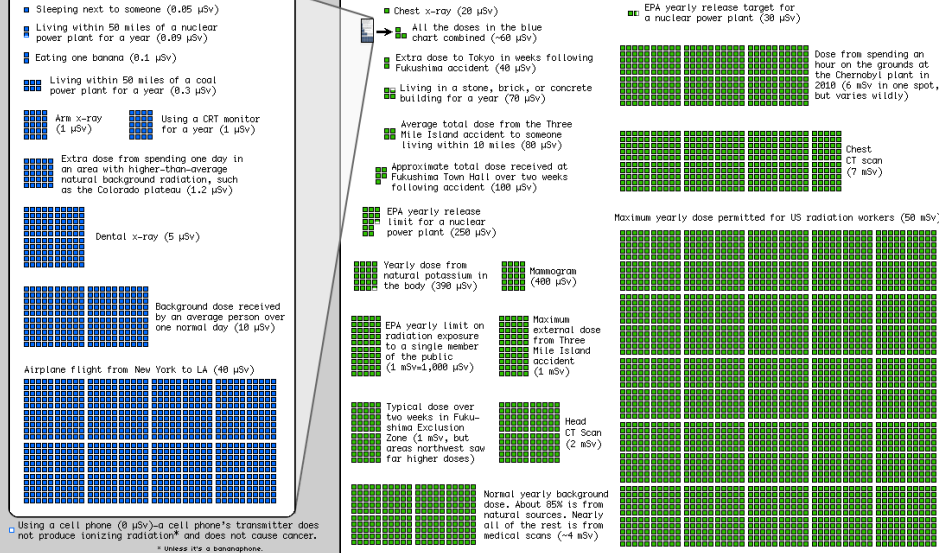 Sleeping next to someone (0.05 μSv)
Living within 50 miles of a nuclear
power plant for a year (0.09 μSv)
Eating one banana (0.1 μSv)
Living within 50 miles of a coal
power plant for a year (0.3 μSv)
Arm x-ray
(1 μSv)
Using a CRT monitor
for a year (1 μSv)
Extra dose from spending one day in
an area with higher-than-average
natural background radiation, such
as the Colorado plateau (1.2 μSv)
Dental x-ray (5 μSv)
Background dose received
by an average person over
one normal day (10 μSv)
Airplane flight from New York to LA (40 μSv)
Using a cell phone (0 μSv)—a cell phone's transmitter does
not produce ionizing radiation* and does not cause cancer.
* Unless it's a bananaphone.
Chest x-ray (20 μSv)
All the doses in the blue
chart combined (~60 μSv)
Extra dose to Tokyo in weeks following
Fukushima accident (40 μSv)
Living in a stone, brick, or concrete
building for a year (70 μSv)
Average total dose from the Three
Mile Island accident to someone
living within 10 miles (80 μSv)
Approximate total dose received at
Fukushima Town Hall over two weeks
following accident (100 μSv)
EPA yearly release
limit for a nuclear
power plant (250 μSv)
Yearly dose from
natural potassium in
the body (390 μSv)
Mammogram
(400 μSv)
EPA yearly limit on
radiation exposure
to a single member
of the public
(1 mSv=1,000 μSv)
Maximum
external dose
from Three
Mile Island
accident
(1 mSv)
Typical dose over
two weeks in Fuku-
shima Exclusion
Zone (1 mSv, but
areas northwest saw
far higher doses)
Head
CT Scan
(2 mSv)
Normal yearly background
dose. About 85% is from
natural sources. Nearly
all of the rest is from
medical scans (~4 mSv)
EPA yearly release target for
a nuclear power plant (30 μSv)
Dose from spending an
hour on the grounds at
the Chernobyl plant in
2010 (6 mSv in one spot,
but varies wildly)
Chest
CT scan
(7 mSv)
Maximum yearly dose permitted for US radiation workers (50 mSv)